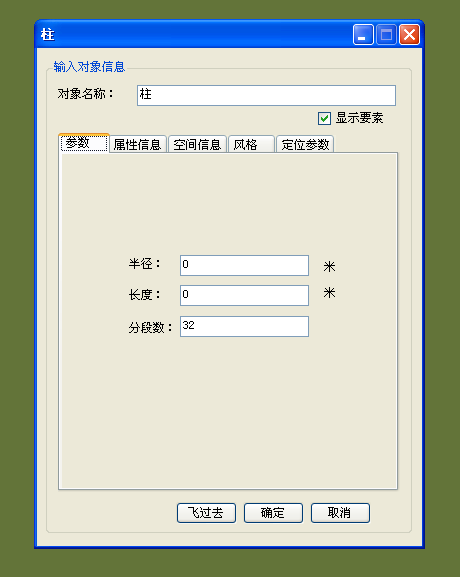 柱
输入对象信息
对象名称：
柱
显示要素
参数 属性信息 空间信息 风格 定位参数
半径： 0 米
长度： 0 米
分段数： 32
飞过去 确定 取消